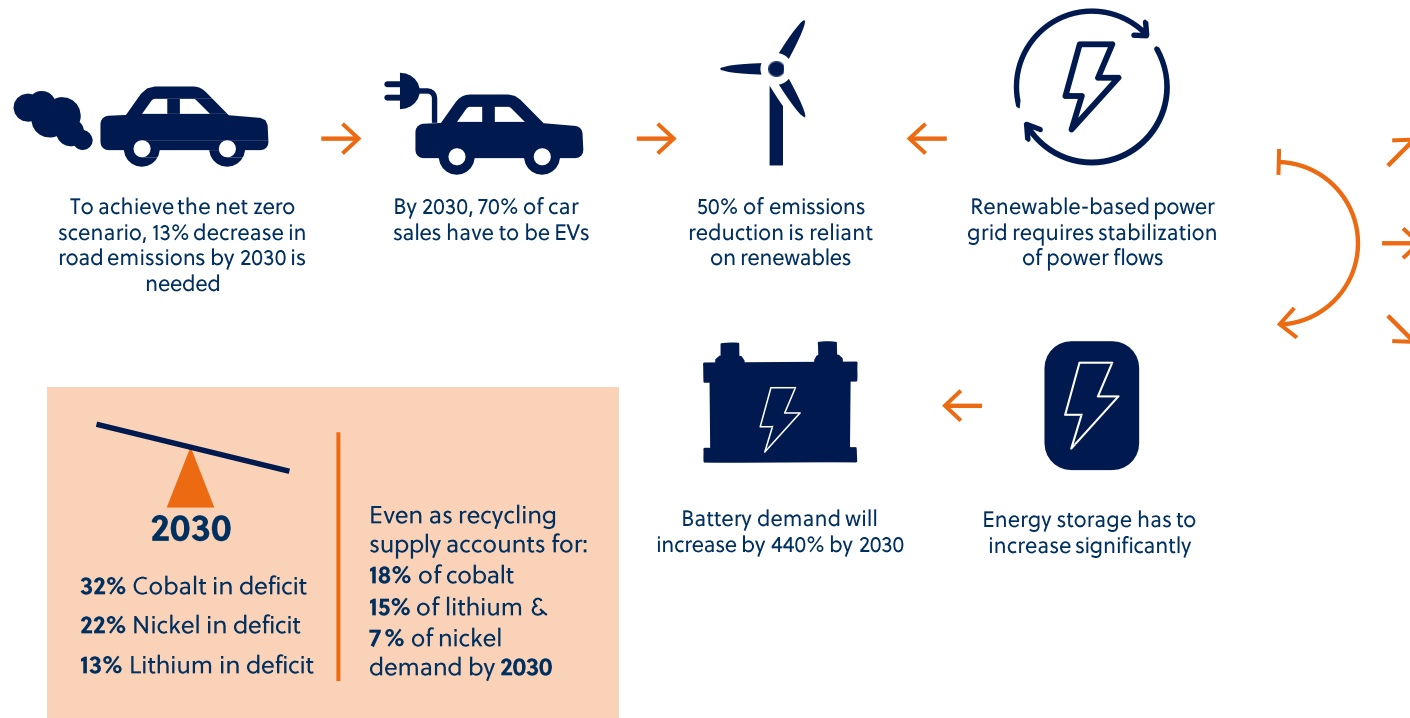 To achieve the net zero
scenario, 13% decrease in
road emissions by 2030 is
needed
By 2030, 70% of car
sales have to be EVs
50% of emissions
reduction is reliant
on renewables
Renewable-based power
grid requires stabilization
of power flows
Battery demand will
increase by 440% by 2030
Energy storage has to
increase significantly
2030
32% Cobalt in deficit
22% Nickel in deficit
13% Lithium in deficit
Even as recycling
supply accounts for:
18% of cobalt
15% of lithium &
7% of nickel
demand by 2030